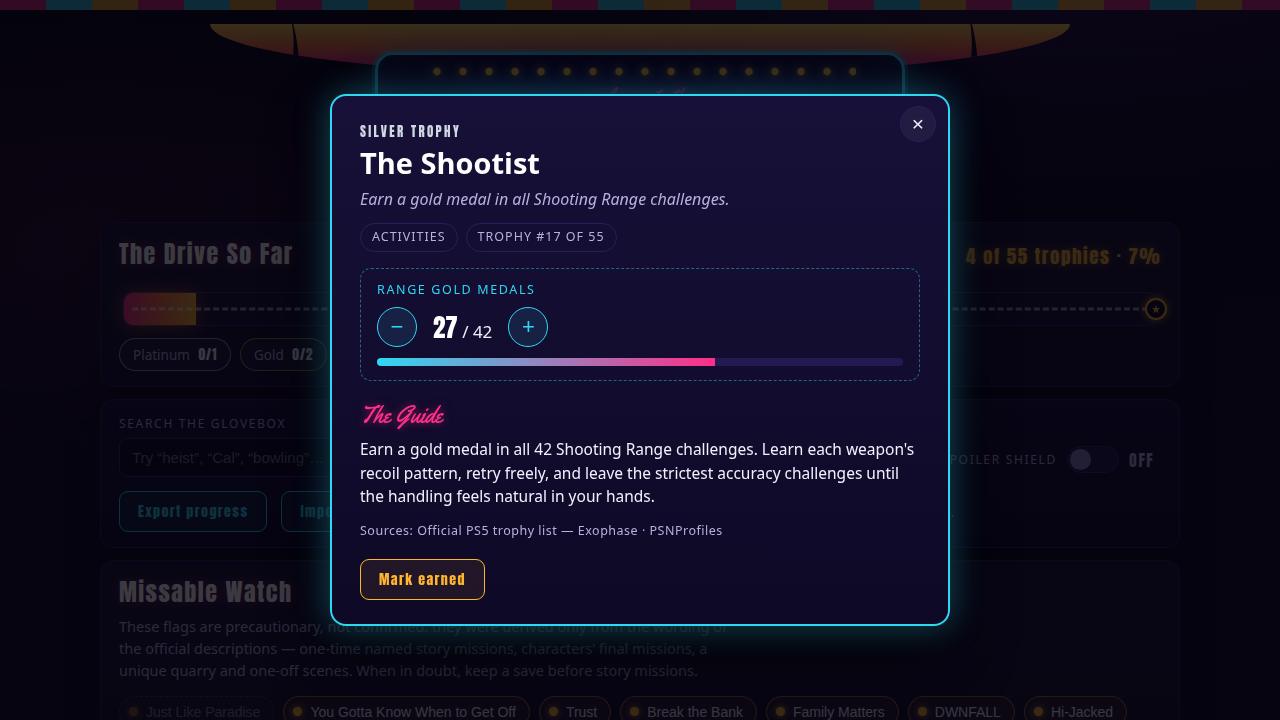 SILVER TROPHY
The Shootist
✕
Earn a gold medal in all Shooting Range challenges.
ACTIVITIES
TROPHY #17 OF 55
RANGE GOLD MEDALS
− 27 / 42 +
The Guide
Earn a gold medal in all 42 Shooting Range challenges. Learn each weapon's
recoil pattern, retry freely, and leave the strictest accuracy challenges until
the handling feels natural in your hands.
Sources: Official PS5 trophy list — Exophase · PSNProfiles
Mark earned
The Drive So Far
4 of 55 trophies · 7%
Platinum 0/1
Gold 0/2
SEARCH THE GLOVEBOX
Try “heist”, “Cal”, “bowling”…
POILER SHIELD
OFF
Export progress
Impo
Missable Watch
These flags are precautionary, not confirmed: they were derived only from the wording of
the official descriptions — one-time named story missions, characters’ final missions, a
unique quarry and one-off scenes. When in doubt, keep a save before story missions.
Just Like Paradise
You Gotta Know When to Get Off
Trust
Break the Bank
Family Matters
DWNFALL
Hi-Jacked